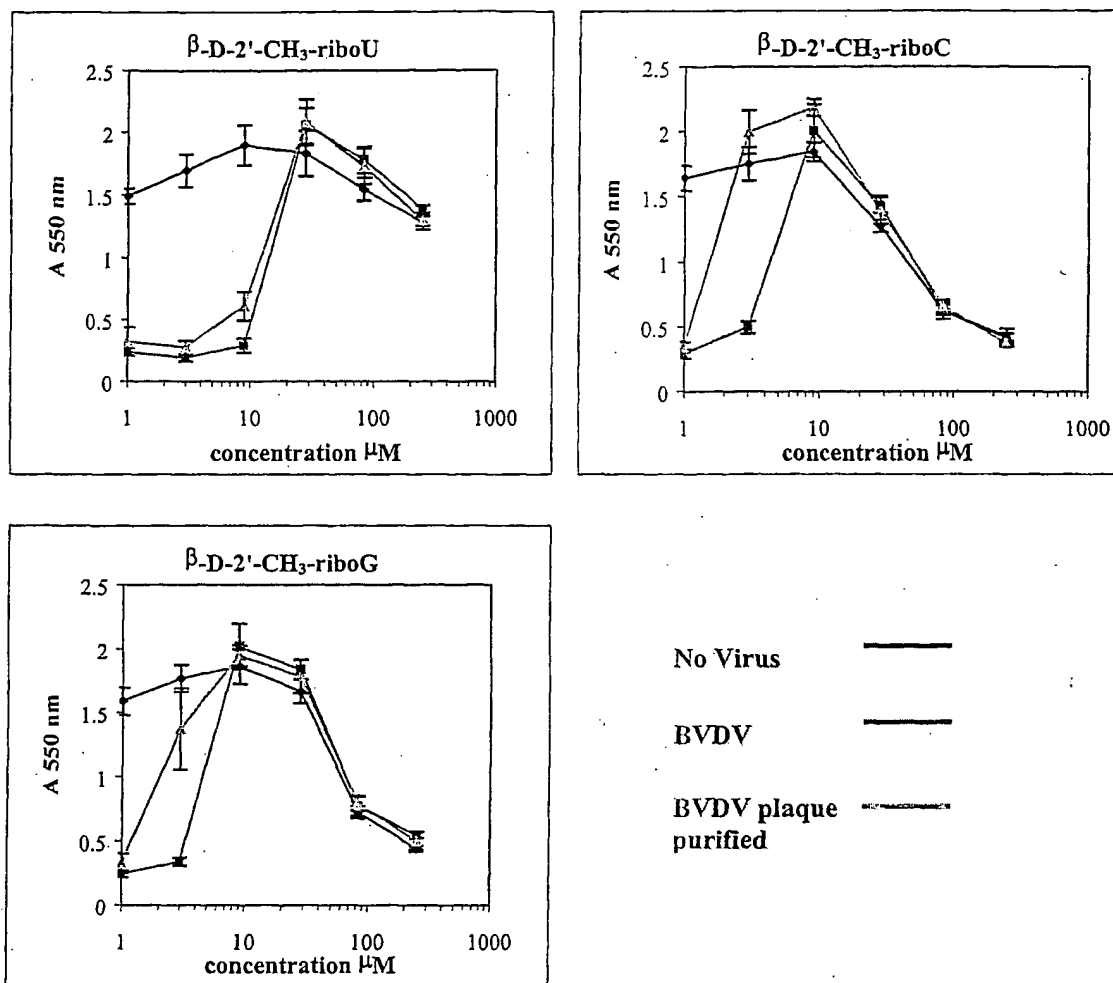 β-D-2'-CH₃-riboU
2.5
2
1.5
1
0.5
0
A 550 nm
1 10 100 1000
concentration μM
β-D-2'-CH₃-riboC
2.5
2
1.5
1
0.5
0
A 550 nm
1 10 100 1000
concentration μM
β-D-2'-CH₃-riboG
2.5
2
1.5
1
0.5
0
A 550 nm
1 10 100 1000
concentration μM
No Virus
BVDV
BVDV plaque
purified